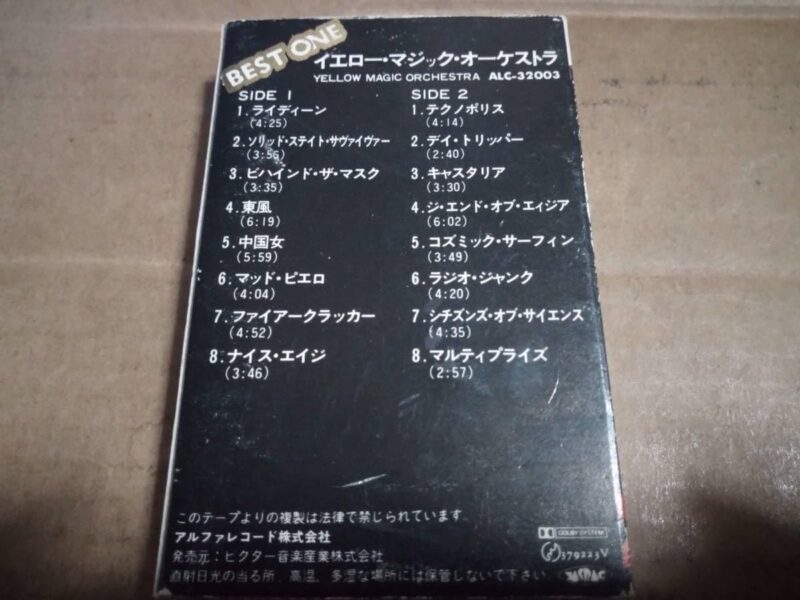 BEST ONE
イエロー・マジック・オーケストラ
YELLOW MAGIC ORCHESTRA ALC-32003
SIDE 1
1.ライディーン
(4:25)
2.ソリッド・ステイト・サヴァイヴァー
(3:56)
3.ビハインド・ザ・マスク
(3:35)
4.東風
(6:19)
5.中国女
(5:59)
6.マッド・ピエロ
(4:04)
7.ファイアークラッカー
(4:52)
8.ナイス・エイジ
(3:46)
SIDE 2
1.テクノポリス
(4:14)
2.デイ・トリッパー
(2:40)
3.キャスタリア
(3:30)
4.ジ・エンド・オブ・エィジア
(6:02)
5.コズミック・サーフィン
(3:49)
6.ラジオ・ジャンク
(4:20)
7.シチズンズ・オブ・サイエンス
(4:35)
8.マルティプライズ
(2:57)
このテープよりの複製は法律で禁じられています
アルファレコード株式会社
発売元:ビクター音楽産業株式会社
直射日光の当る所、高温、多湿な場所には保管しないで下さい。
DOLBY SYSTEM
379223V